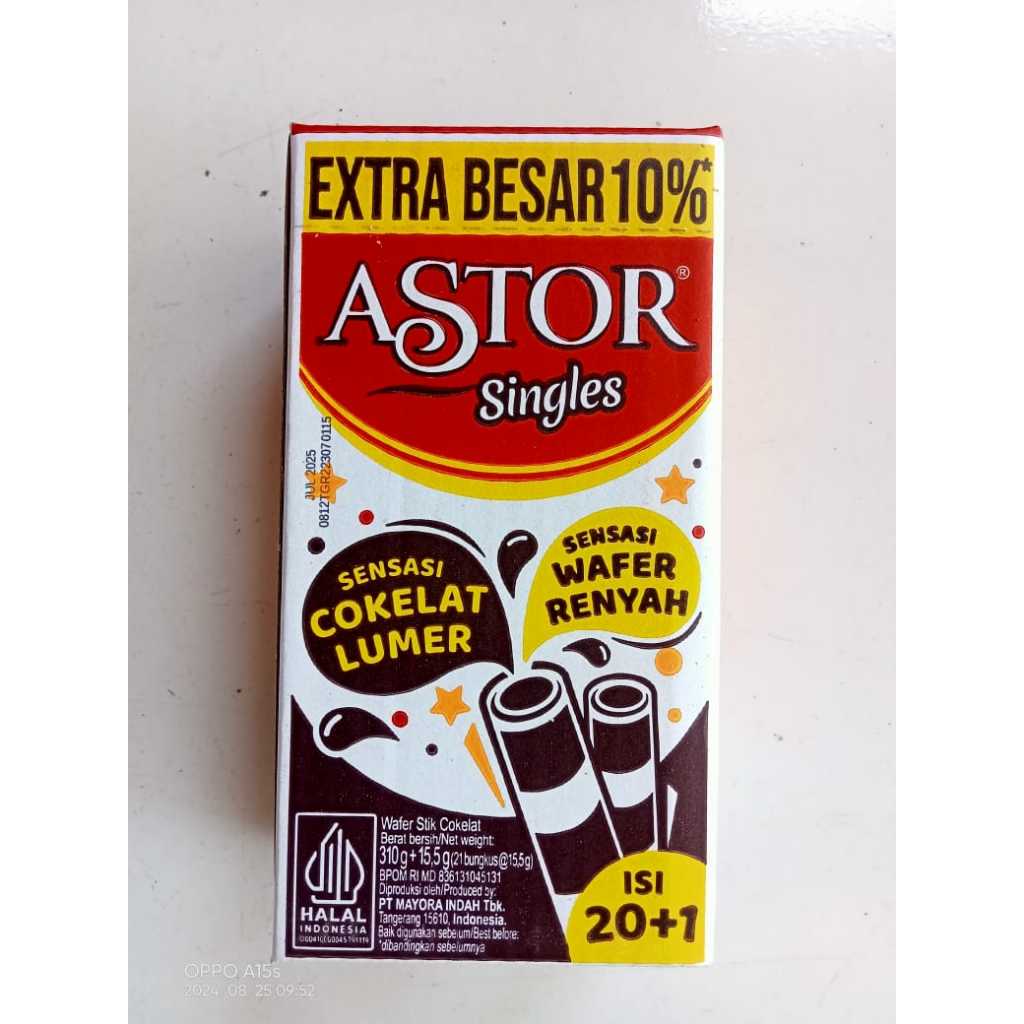 EXTRA BESAR 10%*
ASTOR®
Singles
JUL 2025
0812TGR223070115
SENSASI
COKELAT
LUMER
SENSASI
WAFER
RENYAH
HALAL
INDONESIA
Wafer Stik Cokelat
Berat bersih/Net weight:
310 g + 15,5 g (21 bungkus @15,5g)
BPOM RI MD 836131045131
Diproduksi oleh/Produced by:
PT MAYORA INDAH Tbk.
Tangerang 15610, Indonesia.
Baik digunakan sebelum/Best before:
*dibandingkan sebelumnya
ISI
20+1
OPPO A15s
2024 08 25 09:52